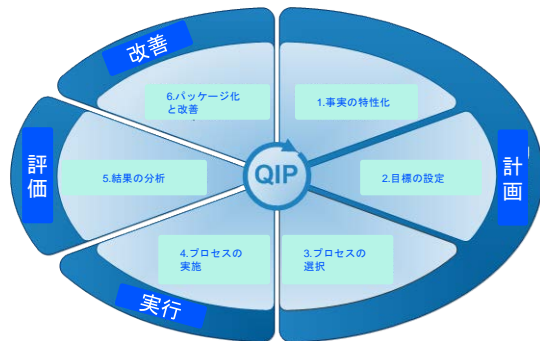 改善
6.パッケージ化
と改善
1.事実の特性化
評価
5.結果の分析
QIP
2.目標の設定
計画
4.プロセスの
実施
3.プロセスの
選択
実行